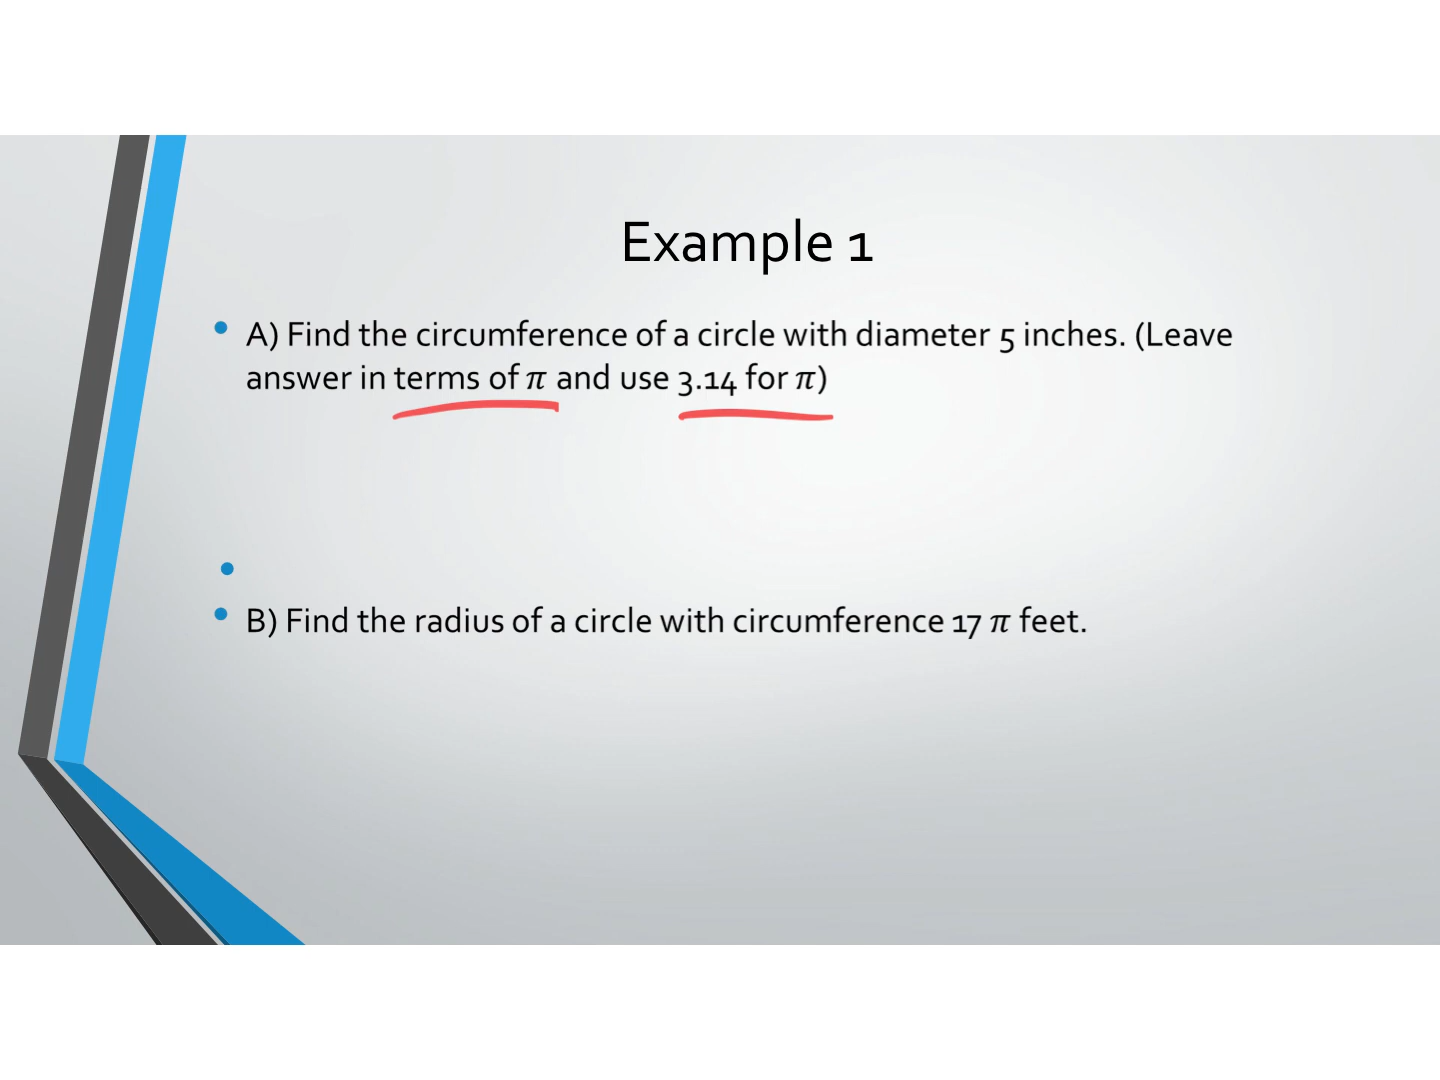 Example 1
• A) Find the circumference of a circle with diameter 5 inches. (Leave
answer in terms of π and use 3.14 for π)
•
• B) Find the radius of a circle with circumference 17 π feet.